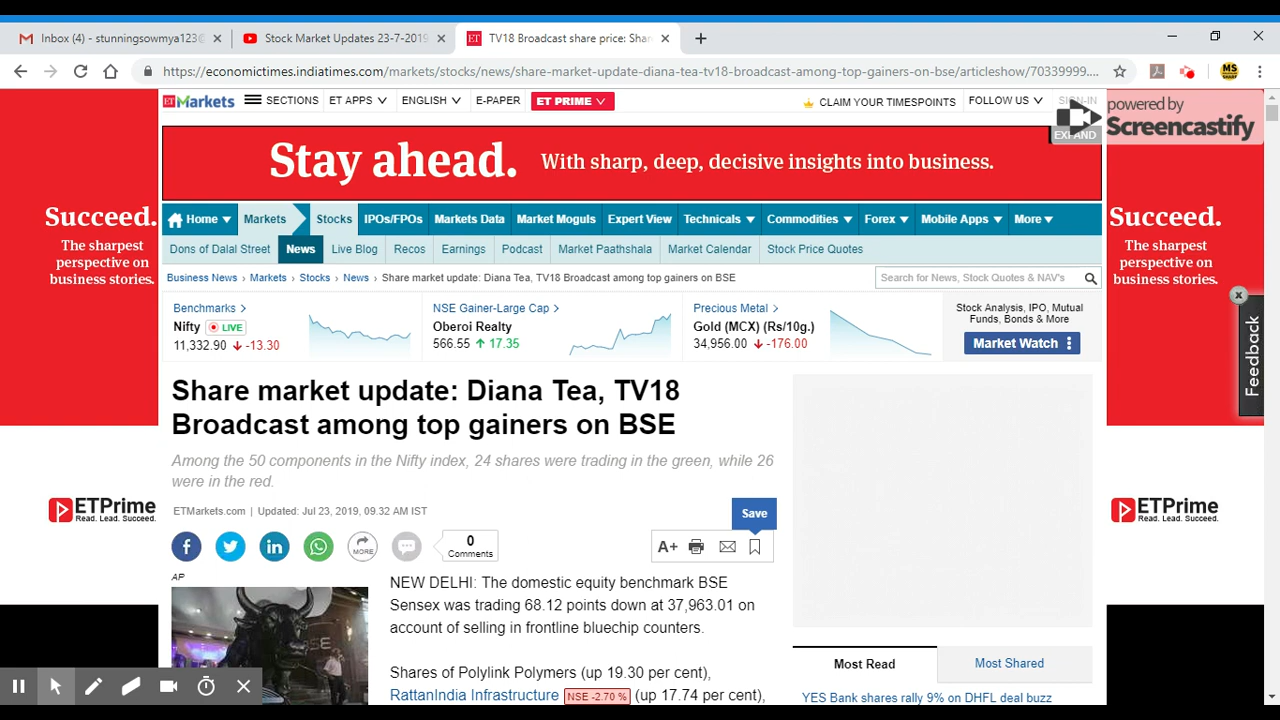 Inbox (4) - stunningsowmya123@
Stock Market Updates 23-7-2019
TV18 Broadcast share price: Shar
https://economictimes.indiatimes.com/markets/stocks/news/share-market-update-diana-tea-tv18-broadcast-among-top-gainers-on-bse/articleshow/70339999....
MS
ET Markets
SECTIONS
ET APPS
ENGLISH
E-PAPER
ET PRIME
CLAIM YOUR TIMESPOINTS
FOLLOW US
SIGN-IN
powered by
Screencastify
EXPAND
Stay ahead. With sharp, deep, decisive insights into business.
Succeed.
The sharpest
perspective on
business stories.
Succeed.
The sharpest
perspective on
business stories.
Home Markets Stocks IPOs/FPOs Markets Data Market Moguls Expert View Technicals Commodities Forex Mobile Apps More
Dons of Dalal Street News Live Blog Recos Earnings Podcast Market Paathshala Market Calendar Stock Price Quotes
Business News › Markets › Stocks › News › Share market update: Diana Tea, TV18 Broadcast among top gainers on BSE
Search for News, Stock Quotes & NAV's
Benchmarks >
Nifty LIVE
11,332.90 -13.30
NSE Gainer-Large Cap >
Oberoi Realty
566.55 17.35
Precious Metal >
Gold (MCX) (Rs/10g.)
34,956.00 -176.00
Stock Analysis, IPO, Mutual
Funds, Bonds & More
Market Watch
x
Feedback
Share market update: Diana Tea, TV18
Broadcast among top gainers on BSE
Among the 50 components in the Nifty index, 24 shares were trading in the green, while 26
were in the red.
ETMarkets.com | Updated: Jul 23, 2019, 09.32 AM IST
Save
MORE
0
Comments
A+
ETPrime
Read. Lead. Succeed.
ETPrime
Read. Lead. Succeed.
AP
BSE
NEW DELHI: The domestic equity benchmark BSE
Sensex was trading 68.12 points down at 37,963.01 on
account of selling in frontline bluechip counters.
Shares of Polylink Polymers (up 19.30 per cent),
RattanIndia Infrastructure NSE -2.70 % (up 17.74 per cent),
Most Read
Most Shared
YES Bank shares rally 9% on DHFL deal buzz